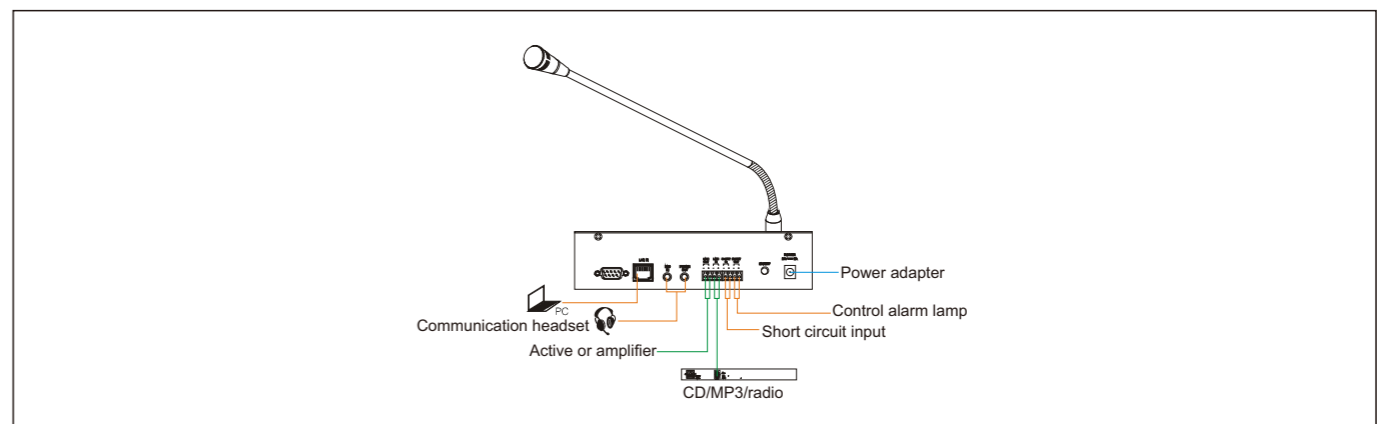 Power adapter
PC
Control alarm lamp
Communication headset
Short circuit input
Active or amplifier
CD/MP3/radio